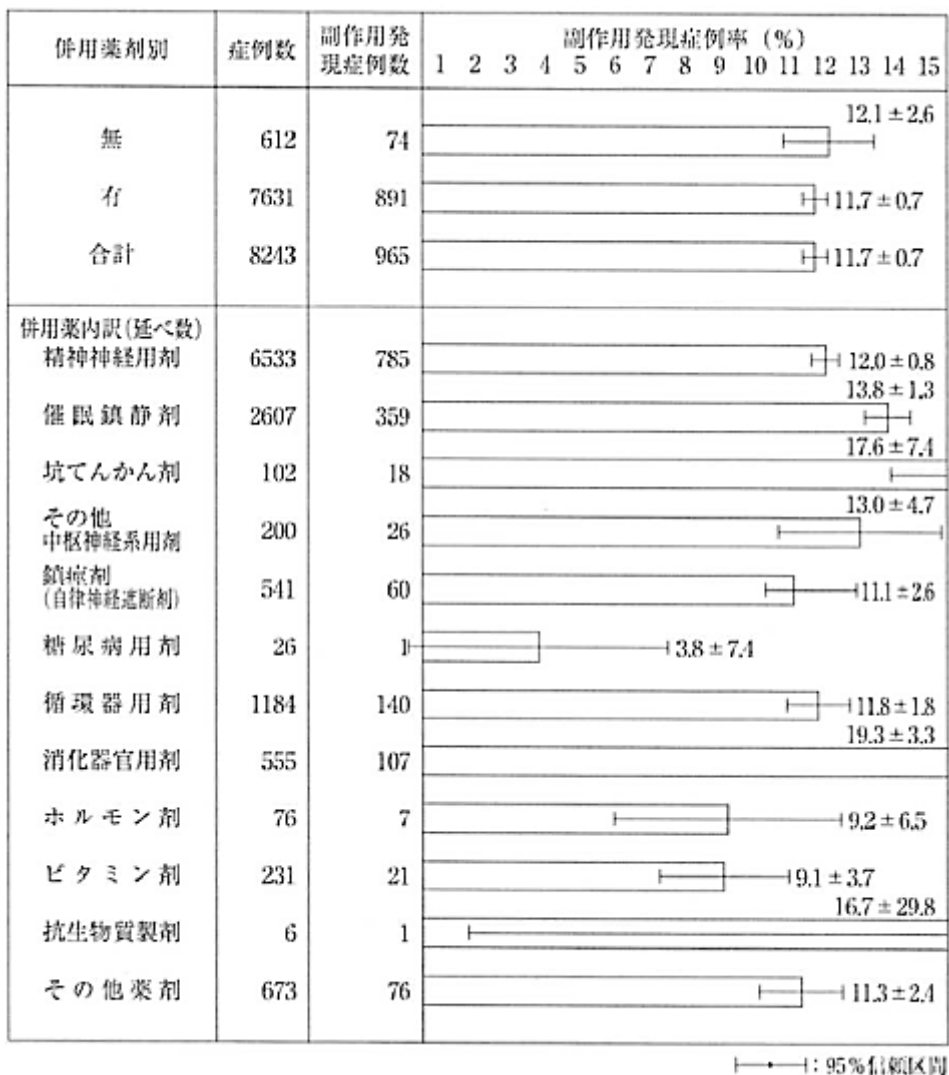 併用薬剤別 症例数 副作用発現症例数 副作用発現症例率 (%)
1 2 3 4 5 6 7 8 9 10 11 12 13 14 15
無 612 74 12.1±2.6
有 7631 891 11.7±0.7
合計 8243 965 11.7±0.7
併用薬内訳(延べ数)
精神神経用剤 6533 785 12.0±0.8
催眠鎮静剤 2607 359 13.8±1.3
坑てんかん剤 102 18 17.6±7.4
その他
中枢神経系用剤 200 26 13.0±4.7
鎮痙剤
(自律神経遮断剤) 541 60 11.1±2.6
糖尿病用剤 26 1 3.8±7.4
循環器用剤 1184 140 11.8±1.8
消化器官用剤 555 107 19.3±3.3
ホルモン剤 76 7 9.2±6.5
ビタミン剤 231 21 9.1±3.7
抗生物質製剤 6 1 16.7±29.8
その他薬剤 673 76 11.3±2.4
: 95%信頼区間